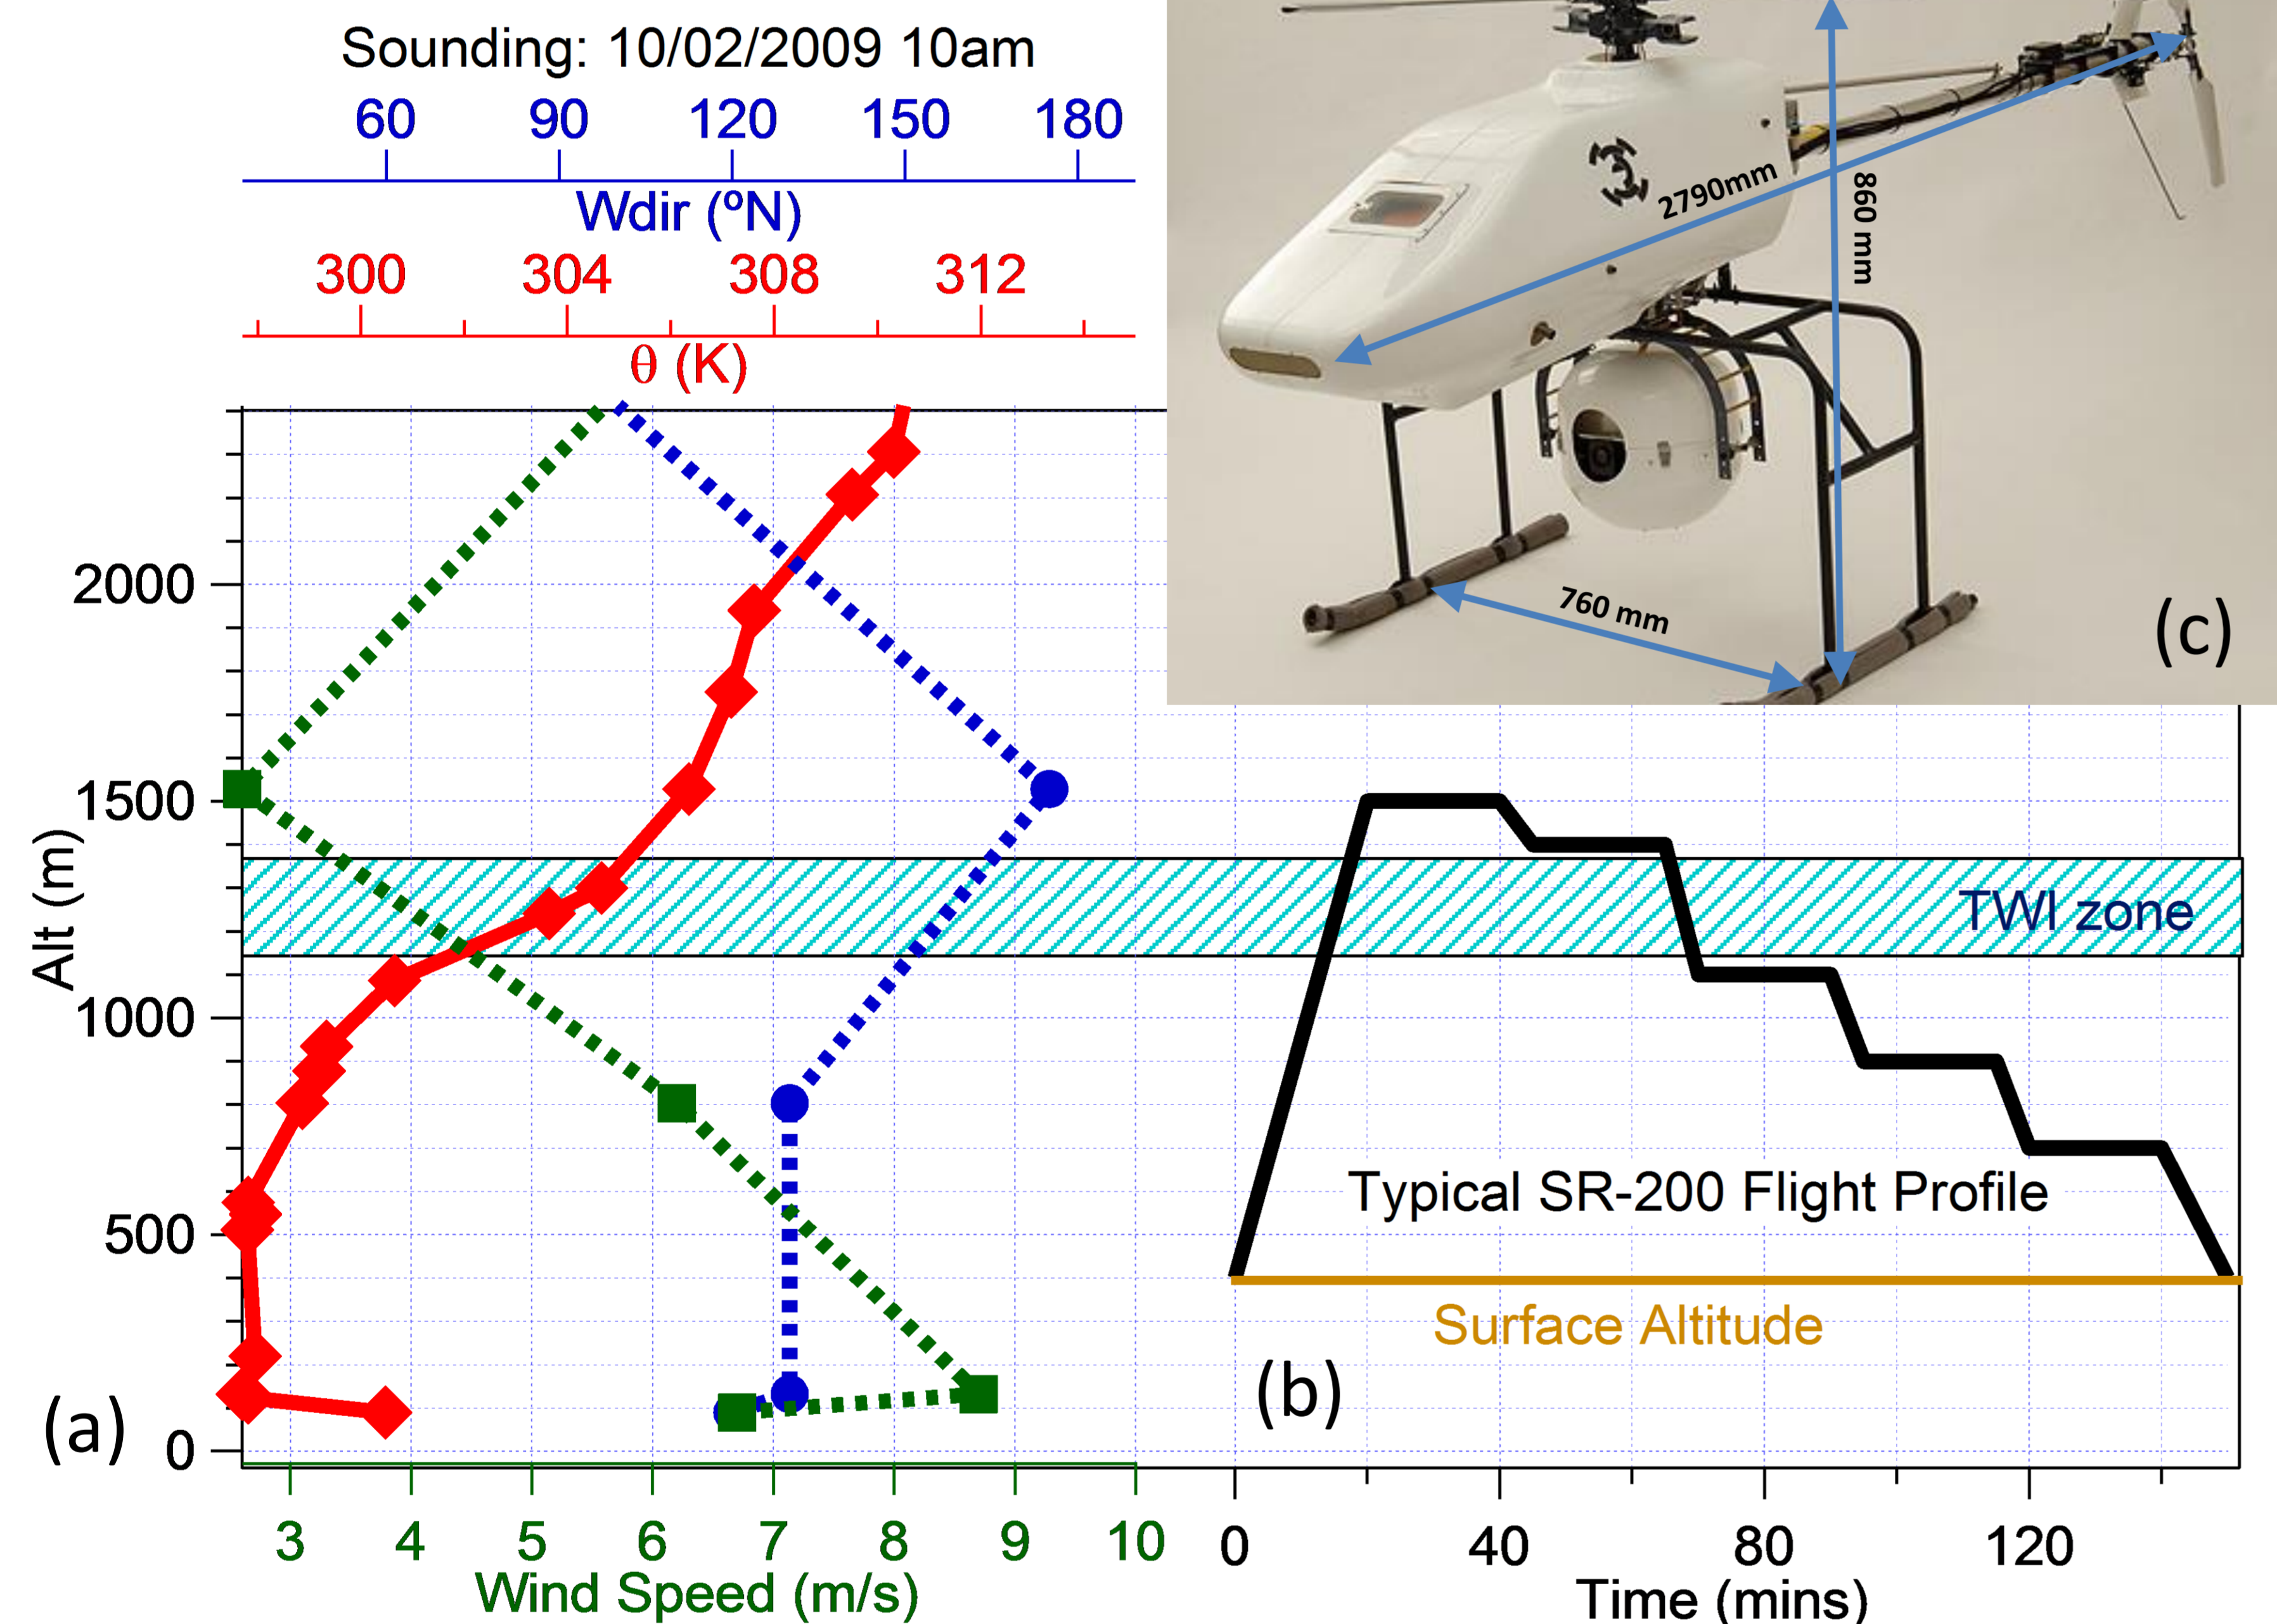 Sounding: 10/02/2009 10am
60 90 120 150 180
Wdir (ºN)
300 304 308 312
θ (K)
2000
1500
1000
500
0
Alt (m)
(a)
3 4 5 6 7 8 9 10
Wind Speed (m/s)
2790mm
860 mm
760 mm
(c)
TWI zone
Typical SR-200 Flight Profile
Surface Altitude
(b)
0 40 80 120
Time (mins)